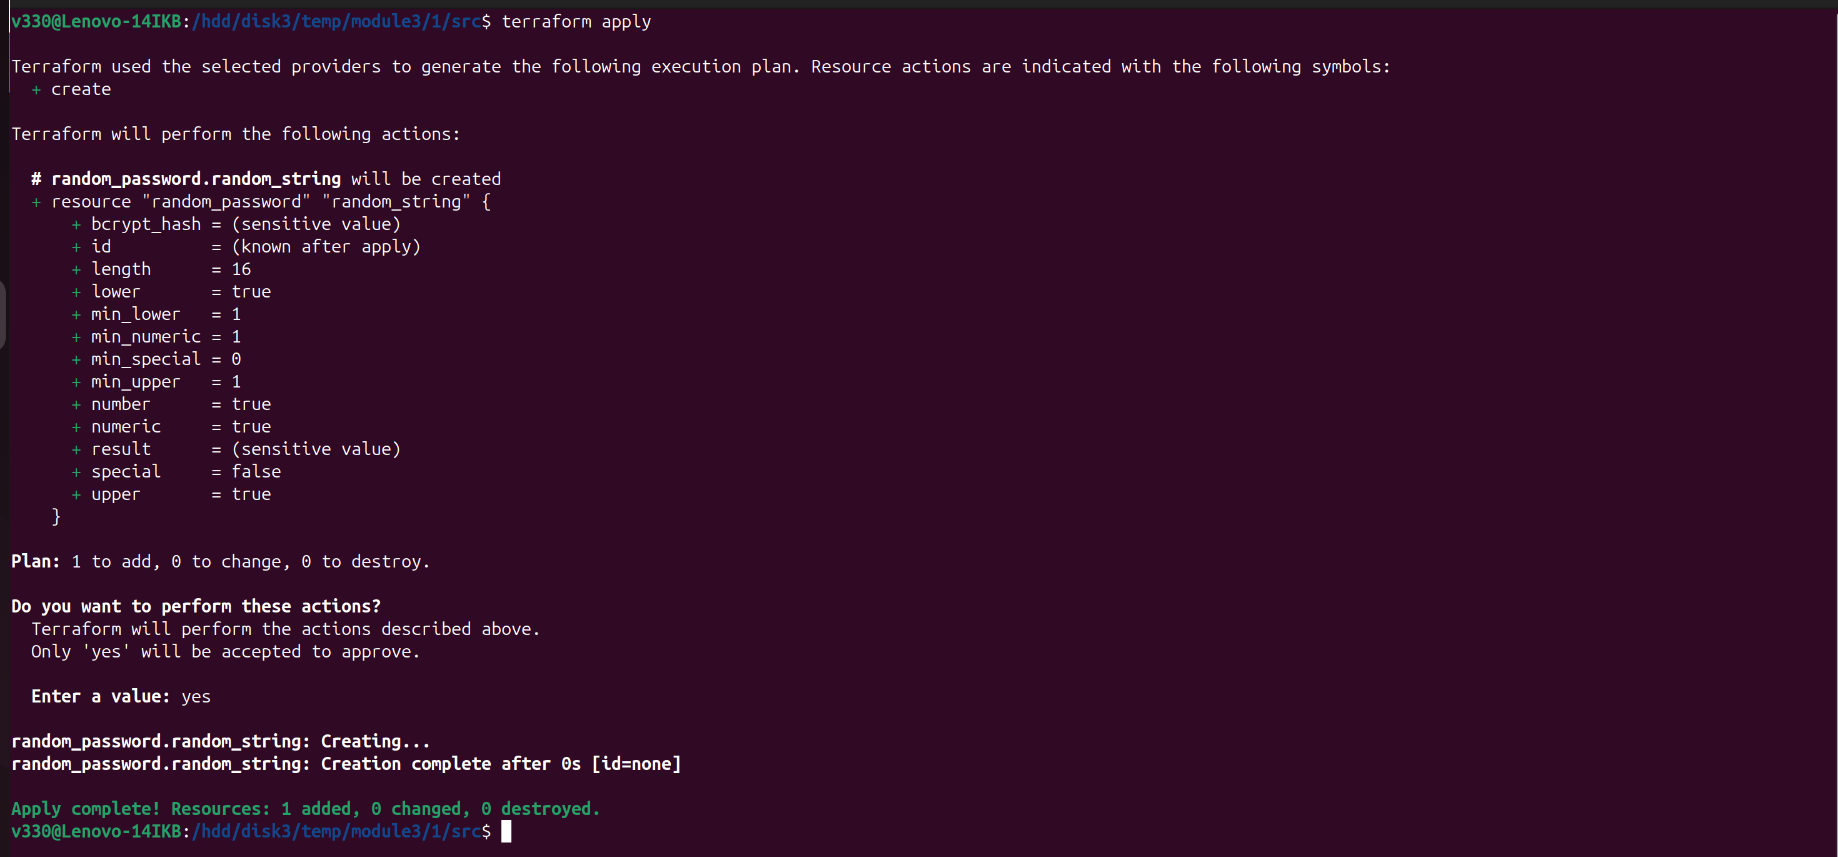 v330@Lenovo-14IKB:/hdd/disk3/temp/module3/1/src$ terraform apply

Terraform used the selected providers to generate the following execution plan. Resource actions are indicated with the following symbols:
  + create

Terraform will perform the following actions:

  # random_password.random_string will be created
  + resource "random_password" "random_string" {
      + bcrypt_hash = (sensitive value)
      + id          = (known after apply)
      + length      = 16
      + lower       = true
      + min_lower   = 1
      + min_numeric = 1
      + min_special = 0
      + min_upper   = 1
      + number      = true
      + numeric     = true
      + result      = (sensitive value)
      + special     = false
      + upper       = true
    }

Plan: 1 to add, 0 to change, 0 to destroy.

Do you want to perform these actions?
  Terraform will perform the actions described above.
  Only 'yes' will be accepted to approve.

  Enter a value: yes

random_password.random_string: Creating...
random_password.random_string: Creation complete after 0s [id=none]

Apply complete! Resources: 1 added, 0 changed, 0 destroyed.
v330@Lenovo-14IKB:/hdd/disk3/temp/module3/1/src$